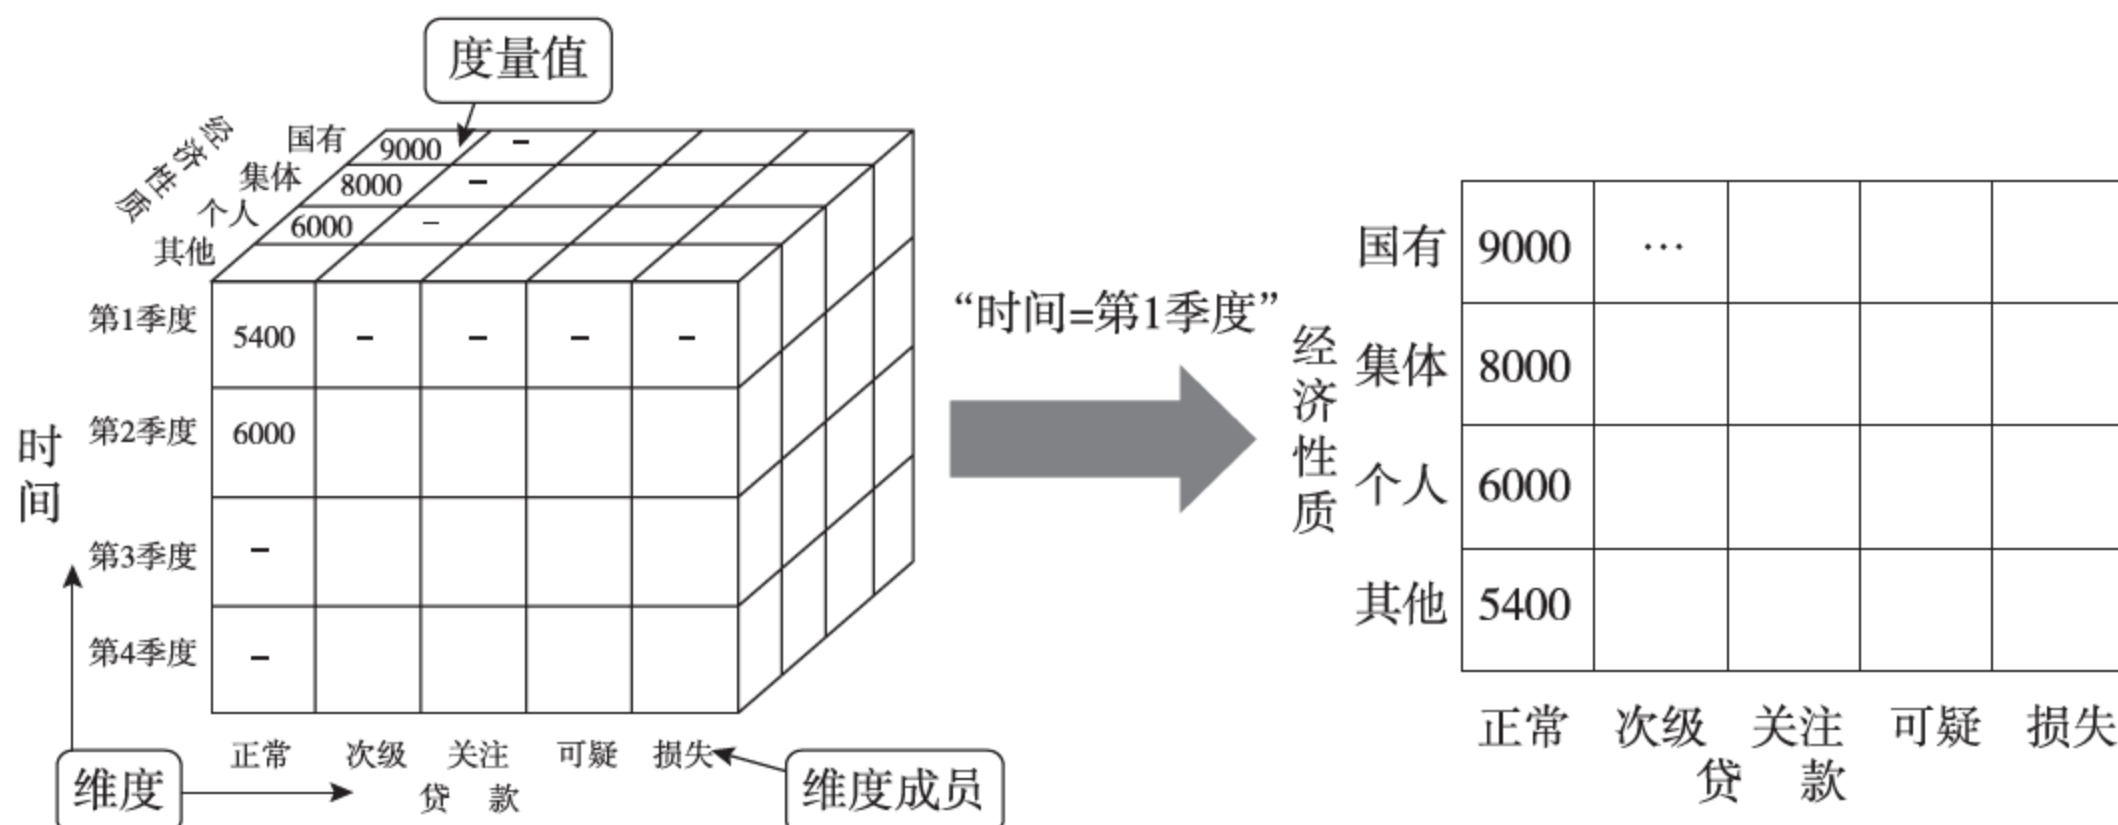 度量值
经济性质
国有 9000 –
集体 8000 –
个人 6000 –
其他
时间
第1季度 5400 – – – –
第2季度 6000
第3季度 –
第4季度 –
正常 次级 关注 可疑 损失
贷 款
维度
维度成员
“时间=第1季度”
经济性质
国有 9000 …
集体 8000
个人 6000
其他 5400
正常 次级 关注 可疑 损失
贷 款